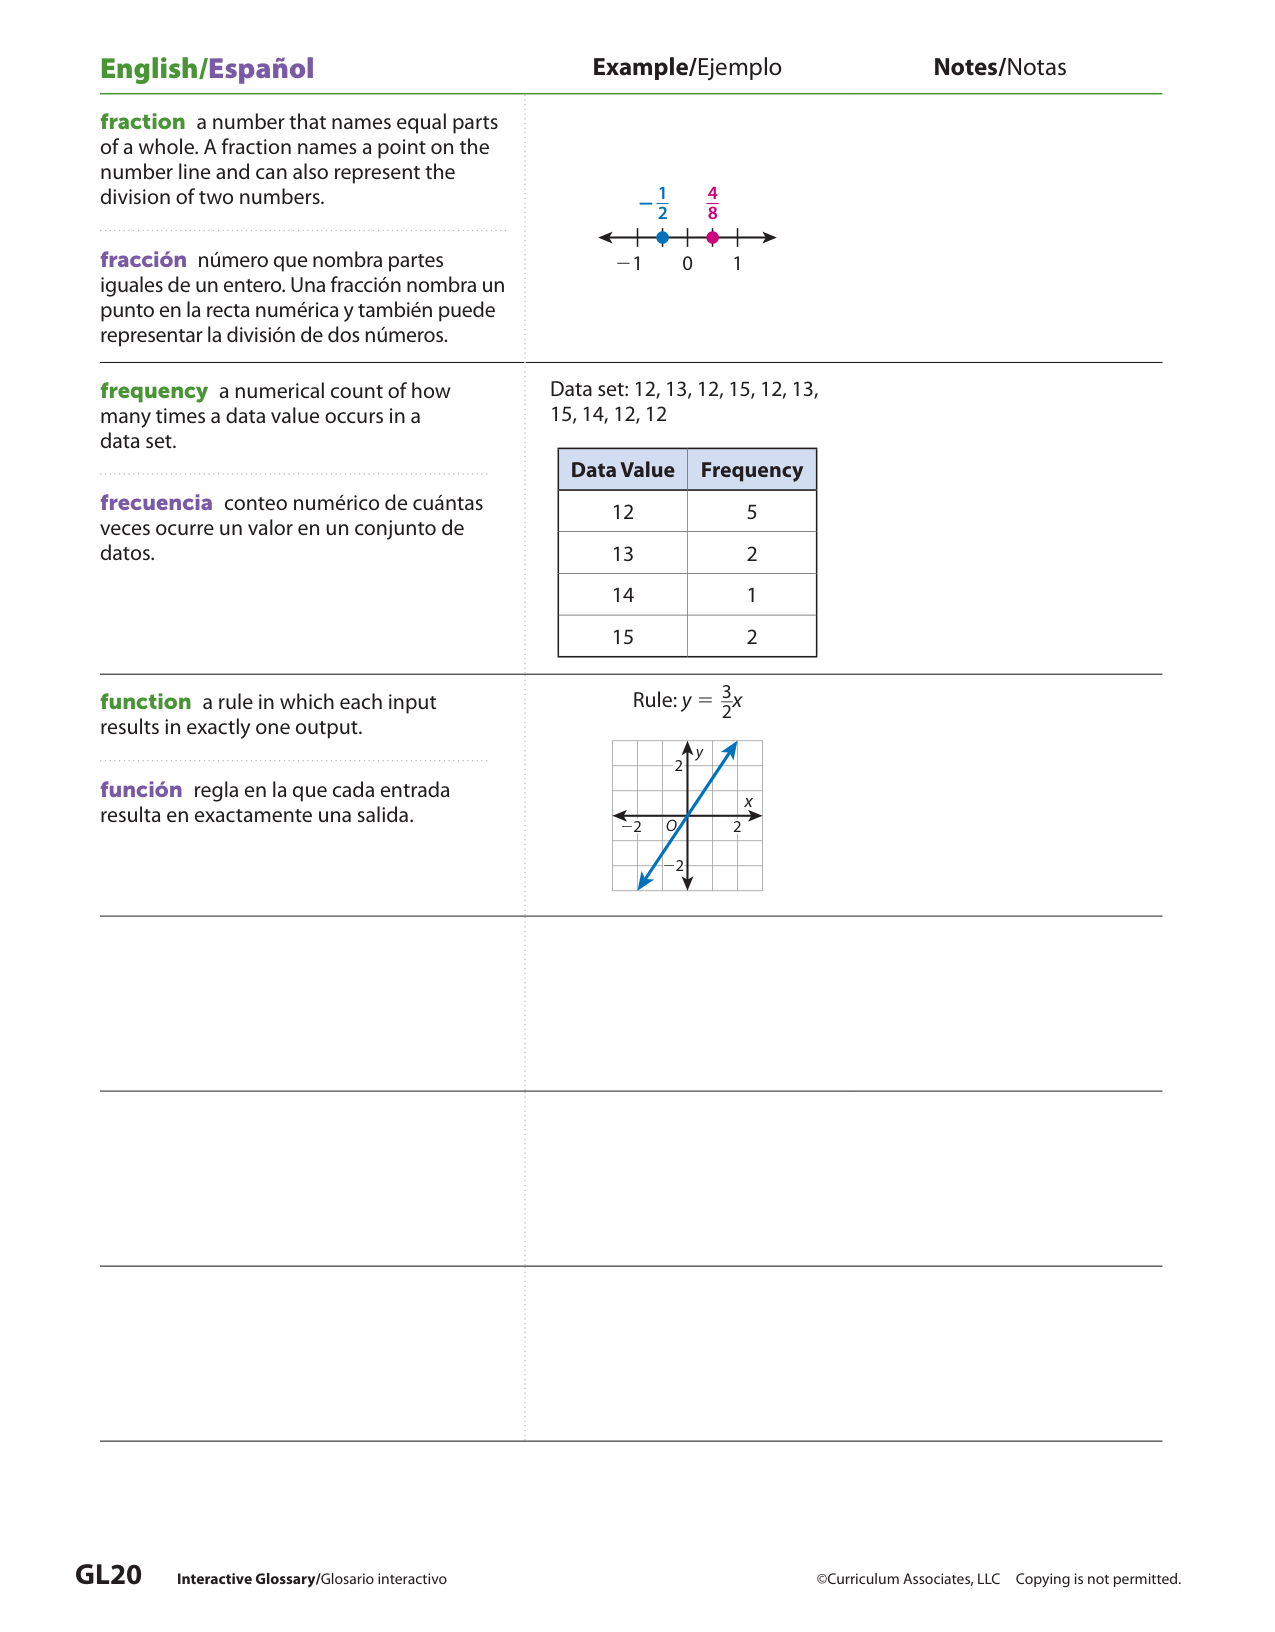 English/Español
Example/Ejemplo
Notes/Notas
fraction a number that names equal parts
of a whole. A fraction names a point on the
number line and can also represent the
division of two numbers.
fracción número que nombra partes
iguales de un entero. Una fracción nombra un
punto en la recta numérica y también puede
representar la división de dos números.
−1/2 4/8
−1 0 1
frequency a numerical count of how
many times a data value occurs in a
data set.
frecuencia conteo numérico de cuántas
veces ocurre un valor en un conjunto de
datos.
Data set: 12, 13, 12, 15, 12, 13,
15, 14, 12, 12
Data Value Frequency
12 5
13 2
14 1
15 2
function a rule in which each input
results in exactly one output.
función regla en la que cada entrada
resulta en exactamente una salida.
Rule: y = 3/2x
y
2
x
−2 O 2
−2
GL20 Interactive Glossary/Glosario interactivo
©Curriculum Associates, LLC Copying is not permitted.